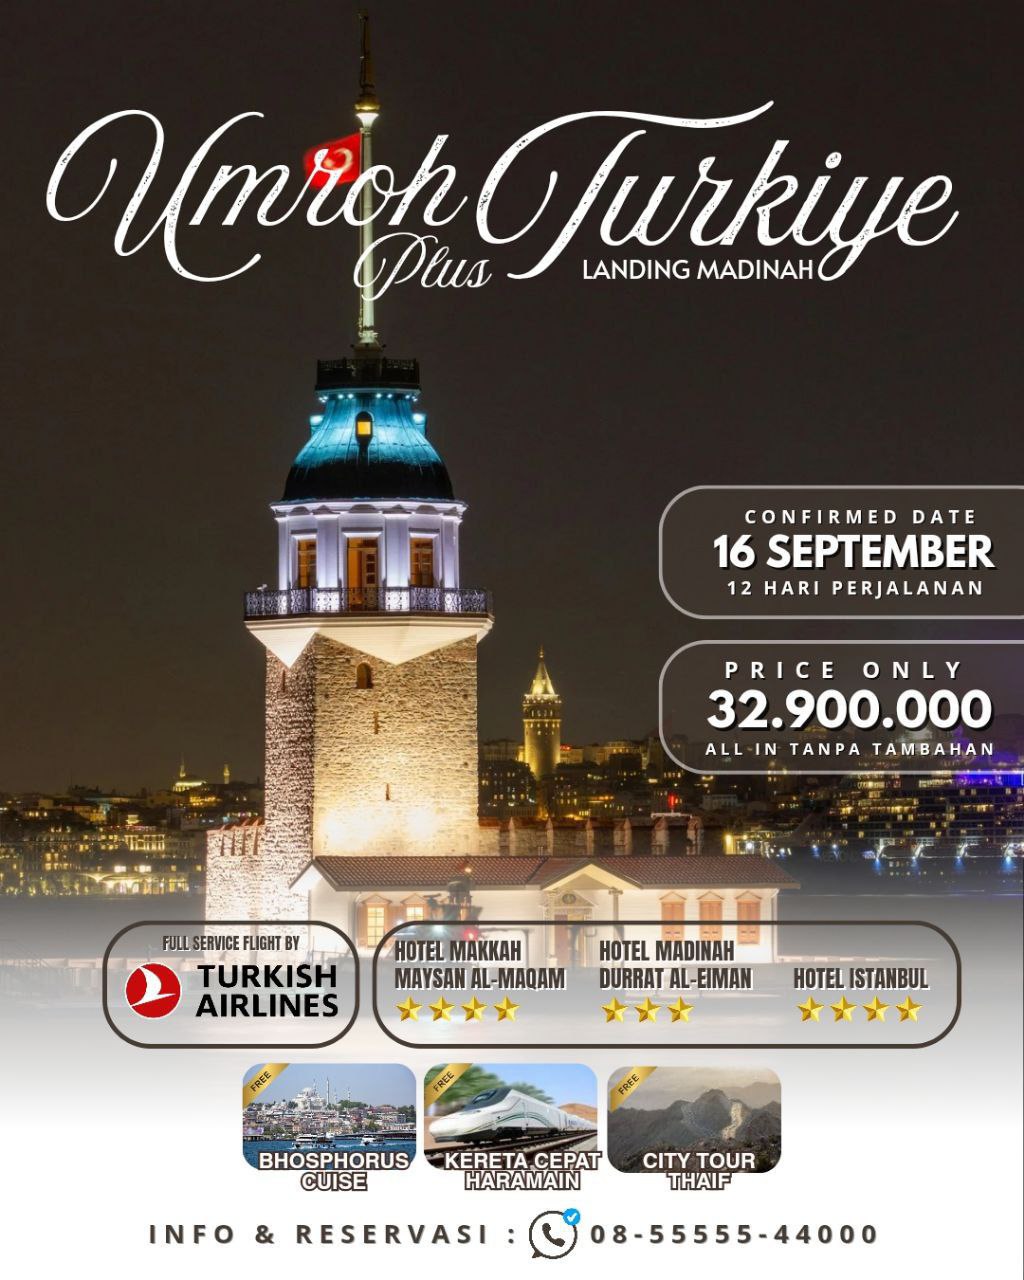 Umroh Turkiye
Plus
LANDING MADINAH
CONFIRMED DATE
16 SEPTEMBER
12 HARI PERJALANAN
PRICE ONLY
32.900.000
ALL IN TANPA TAMBAHAN
FULL SERVICE FLIGHT BY
TURKISH
AIRLINES
HOTEL MAKKAH
MAYSAN AL-MAQAM
HOTEL MADINAH
DURRAT AL-EIMAN
HOTEL ISTANBUL
FREE
BHOSPHORUS
CUISE
FREE
KERETA CEPAT
HARAMAIN
FREE
CITY TOUR
THAIF
INFO & RESERVASI : 08-55555-44000